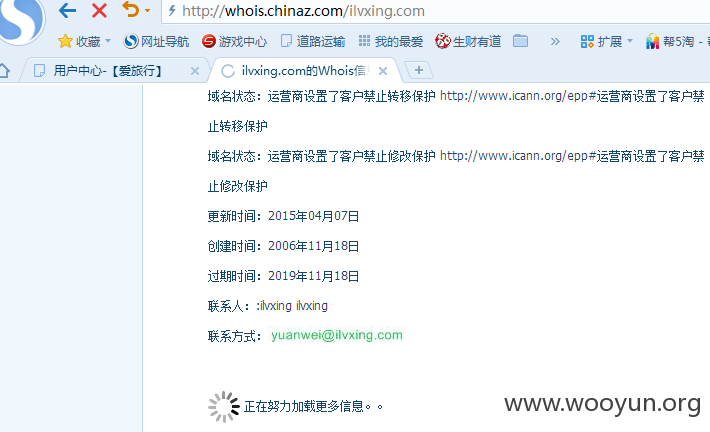 http://whois.chinaz.com/ilvxing.com
收藏 网址导航 游戏中心 道路运输 我的最爱 生财有道 » 扩展 帮5淘
用户中心-【爱旅行】 ilvxing.com的Whois信
域名状态：运营商设置了客户禁止转移保护 http://www.icann.org/epp#运营商设置了客户禁
止转移保护
域名状态：运营商设置了客户禁止修改保护 http://www.icann.org/epp#运营商设置了客户禁
止修改保护
更新时间：2015年04月07日
创建时间：2006年11月18日
过期时间：2019年11月18日
联系人：:ilvxing ilvxing
联系方式：yuanwei@ilvxing.com
正在努力加载更多信息。。
www.wooyun.org